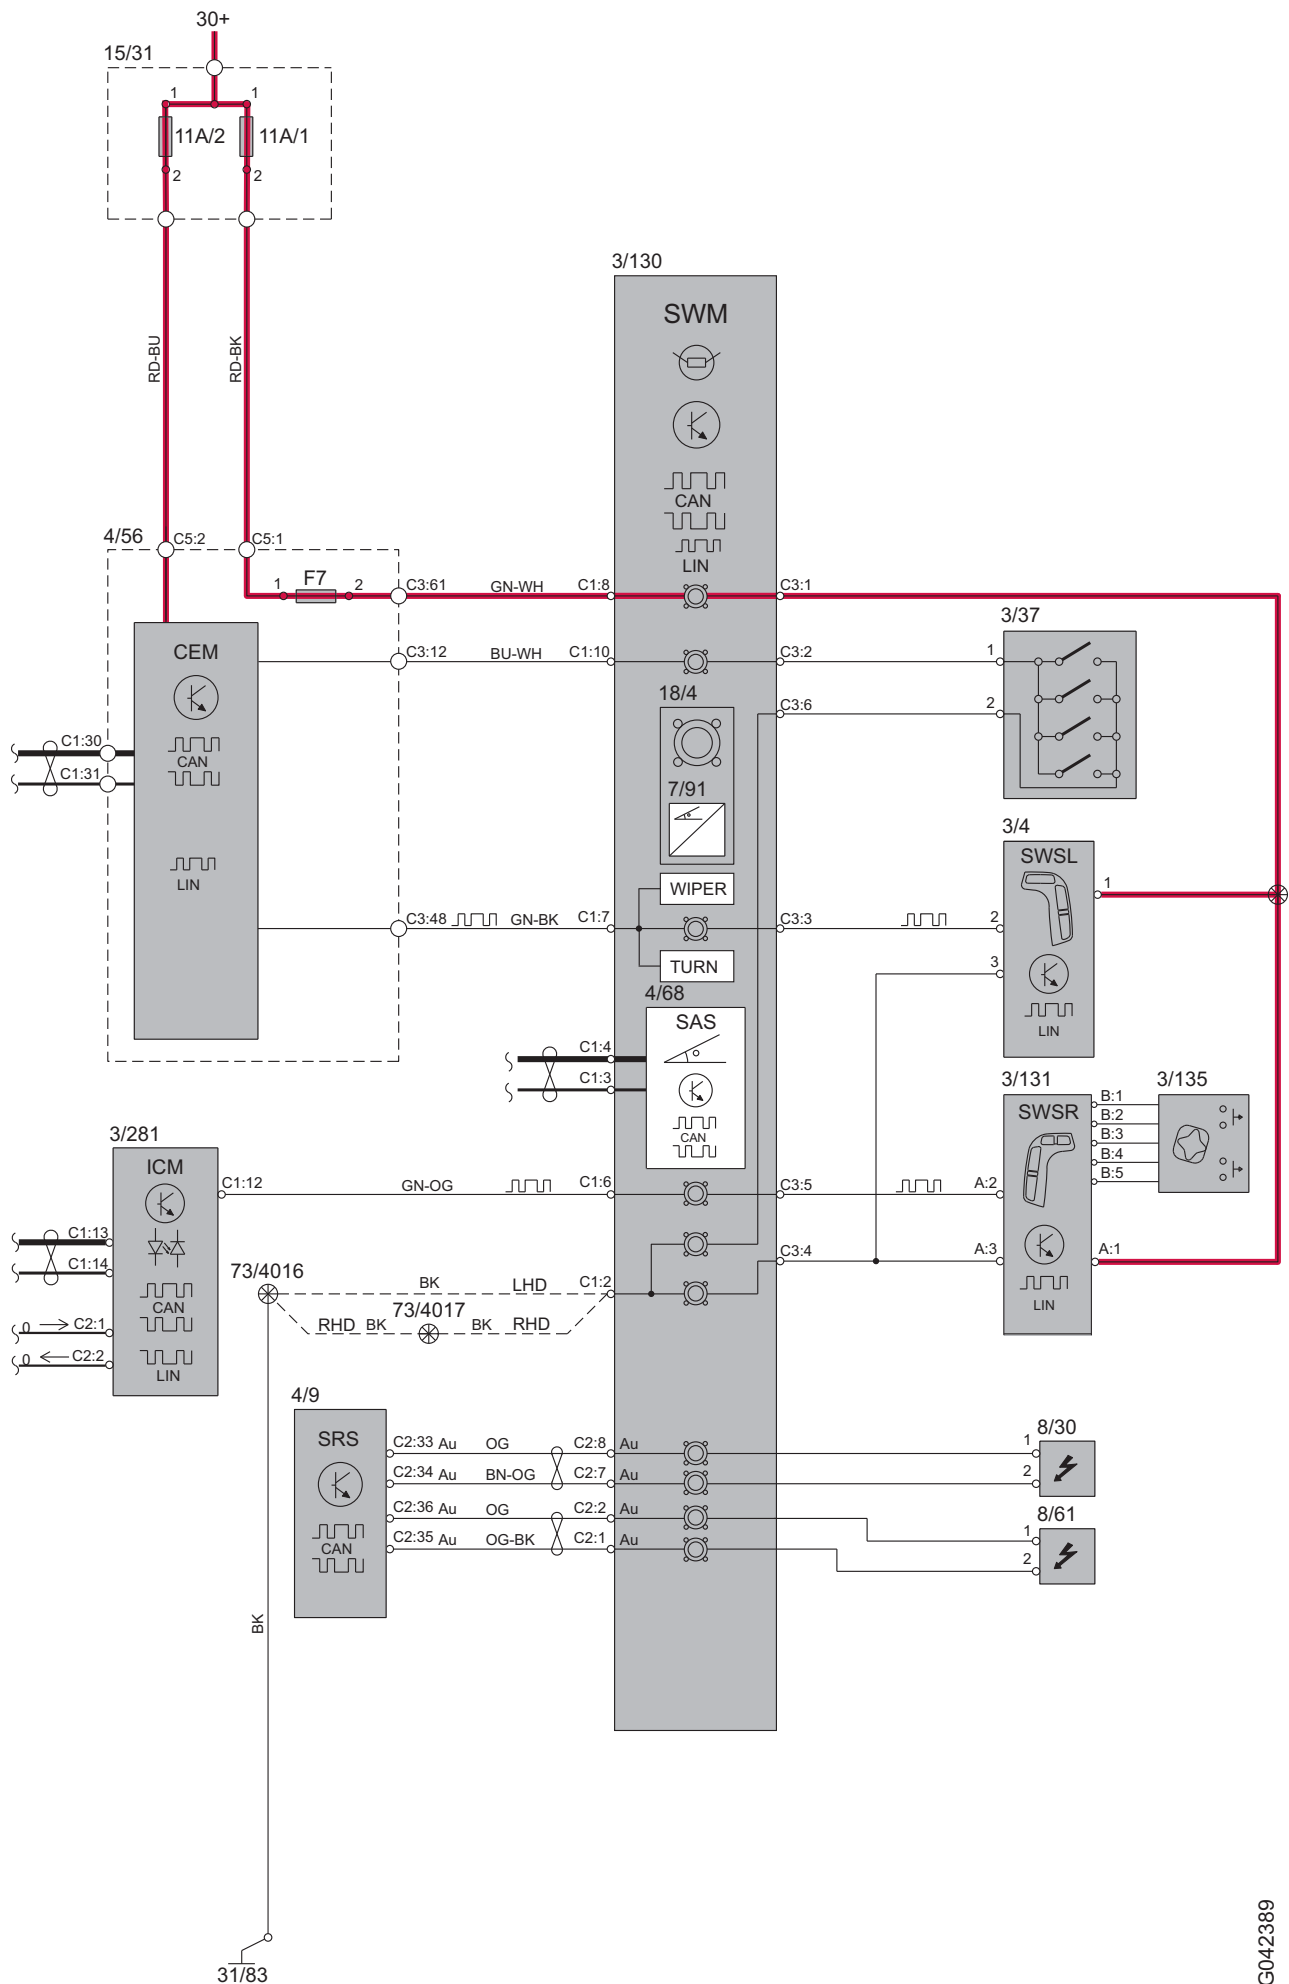 30+
15/31
1 1
11A/2 11A/1
2 2
RD-BU RD-BK
3/130
SWM
CAN
LIN
4/56 C5:2 C5:1
1 F7 2 C3:61 GN-WH C1:8 C3:1
3/37
CEM C3:12 BU-WH C1:10 C3:2 1
18/4
C3:6 2
C1:30
CAN
C1:31
7/91
3/4
SWSL
LIN
WIPER 1
C3:48 GN-BK C1:7 C3:3 2
TURN 3
4/68
SAS
LIN
C1:4
C1:3
CAN
3/131 3/135
SWSR B:1
B:2
B:3
B:4
B:5
3/281
ICM
C1:12 GN-OG C1:6 C3:5 A:2
C1:13
C1:14
C3:4 A:3 A:1
73/4016 BK LHD C1:2
CAN LIN
73/4017
0 C2:1 RHD BK BK RHD
0 C2:2
LIN
4/9
SRS
C2:33 Au OG C2:8 Au 1 8/30
C2:34 Au BN-OG C2:7 Au 2
C2:36 Au OG C2:2 Au 8/61
CAN
C2:35 Au OG-BK C2:1 Au 1
2
BK
31/83
G042389